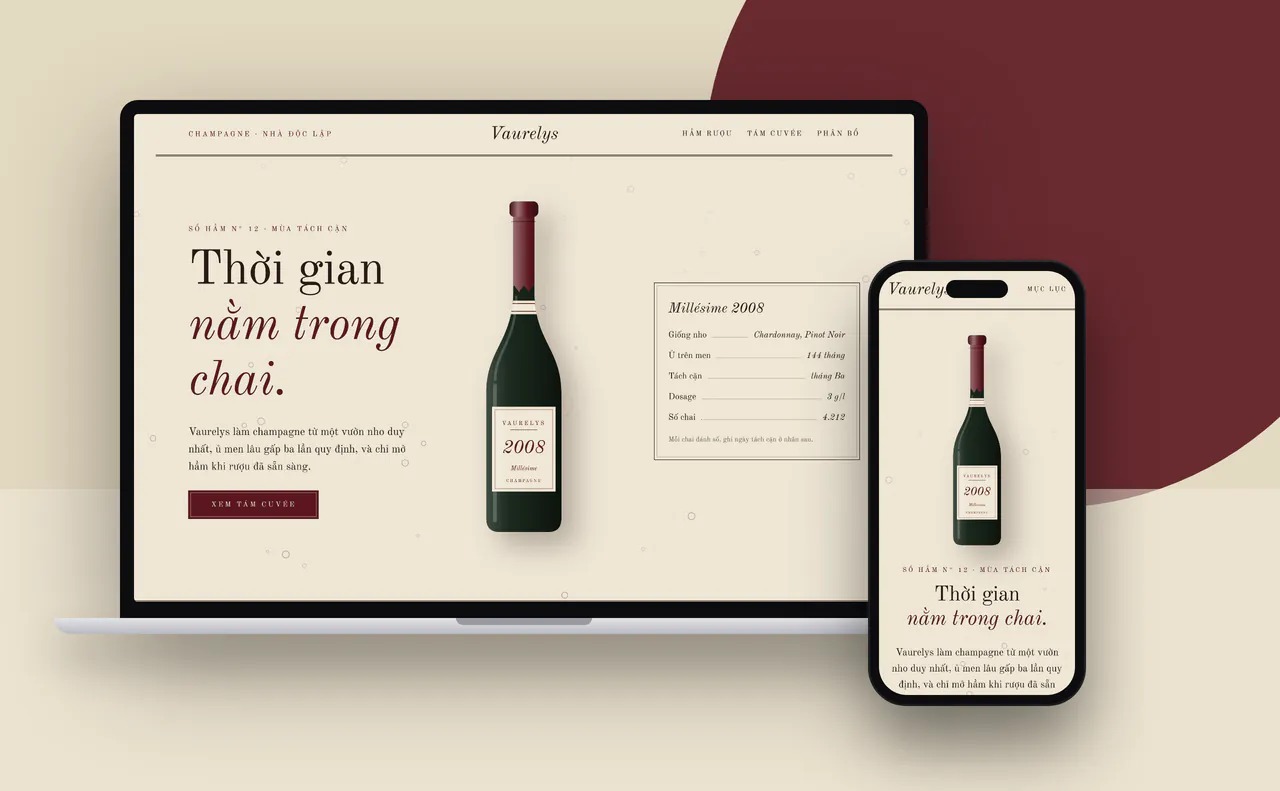 CHAMPAGNE · NHÀ ĐỘC LẬP
Vaurelys
HẦM RƯỢU TÁM CUVÉE PHÂN BỔ
SỐ HẦM N° 12 · MÙA TÁCH CẶN
Thời gian
nằm trong
chai.
Vaurelys làm champagne từ một vườn nho duy
nhất, ủ men lâu gấp ba lần quy định, và chỉ mở
hầm khi rượu đã sẵn sàng.
XEM TÁM CUVÉE
VAURELYS
2008
Millésime
CHAMPAGNE
Millésime 2008
Giống nho Chardonnay, Pinot Noir
Ủ trên men 144 tháng
Tách cặn tháng Ba
Dosage 3 g/l
Số chai 4.212
Mỗi chai đánh số, ghi ngày tách cặn ở nhãn sau.
Vaurelys
MỤC LỤC
VAURELYS
2008
Millésime
CHAMPAGNE
SỐ HẦM N° 12 · MÙA TÁCH CẶN
Thời gian
nằm trong chai.
Vaurelys làm champagne từ một vườn
nho duy nhất, ủ men lâu gấp ba lần quy
định, và chỉ mở hầm khi rượu đã sẵn